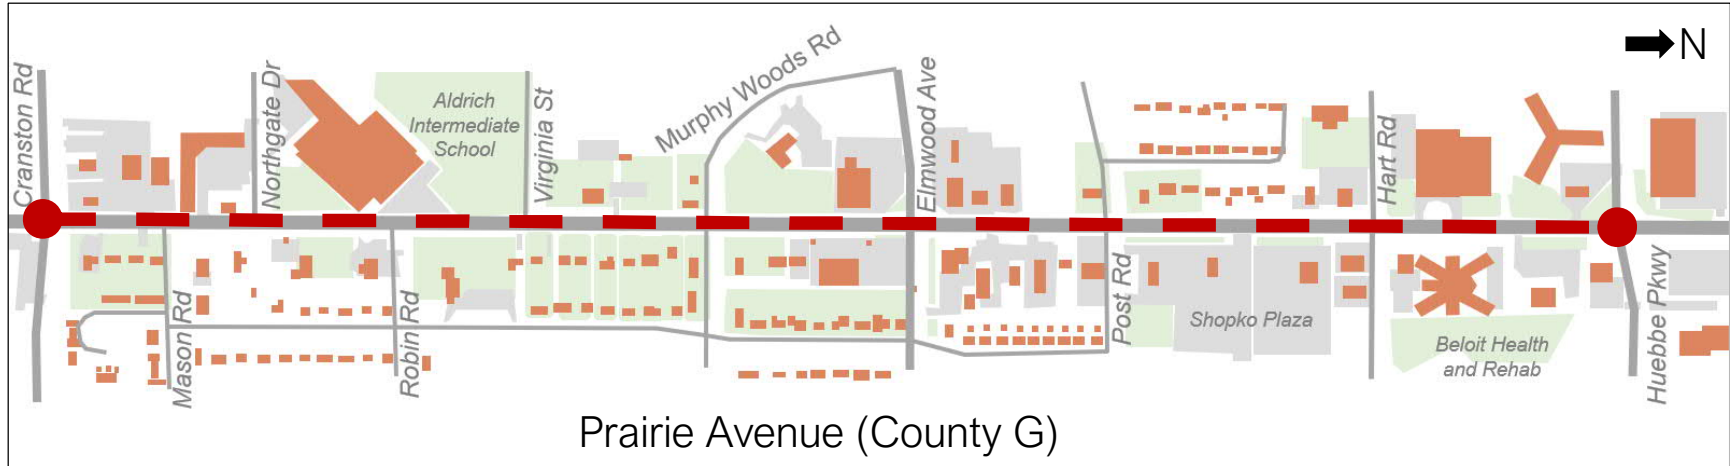 N
Cranston Rd
Northgate Dr
Aldrich
Intermediate
School
Virginia St
Murphy Woods Rd
Elmwood Ave
Hart Rd
Mason Rd
Robin Rd
Post Rd
Shopko Plaza
Beloit Health
and Rehab
Huebbe Pkwy
Prairie Avenue (County G)